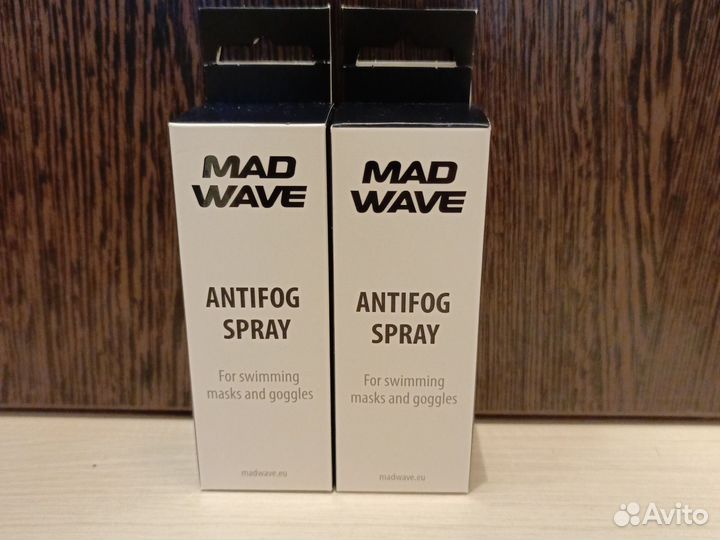 MAD
WAVE
ANTIFOG
SPRAY
For swimming
masks and goggles
madwave.eu
MAD
WAVE
ANTIFOG
SPRAY
For swimming
masks and goggles
madwave.eu
Avito